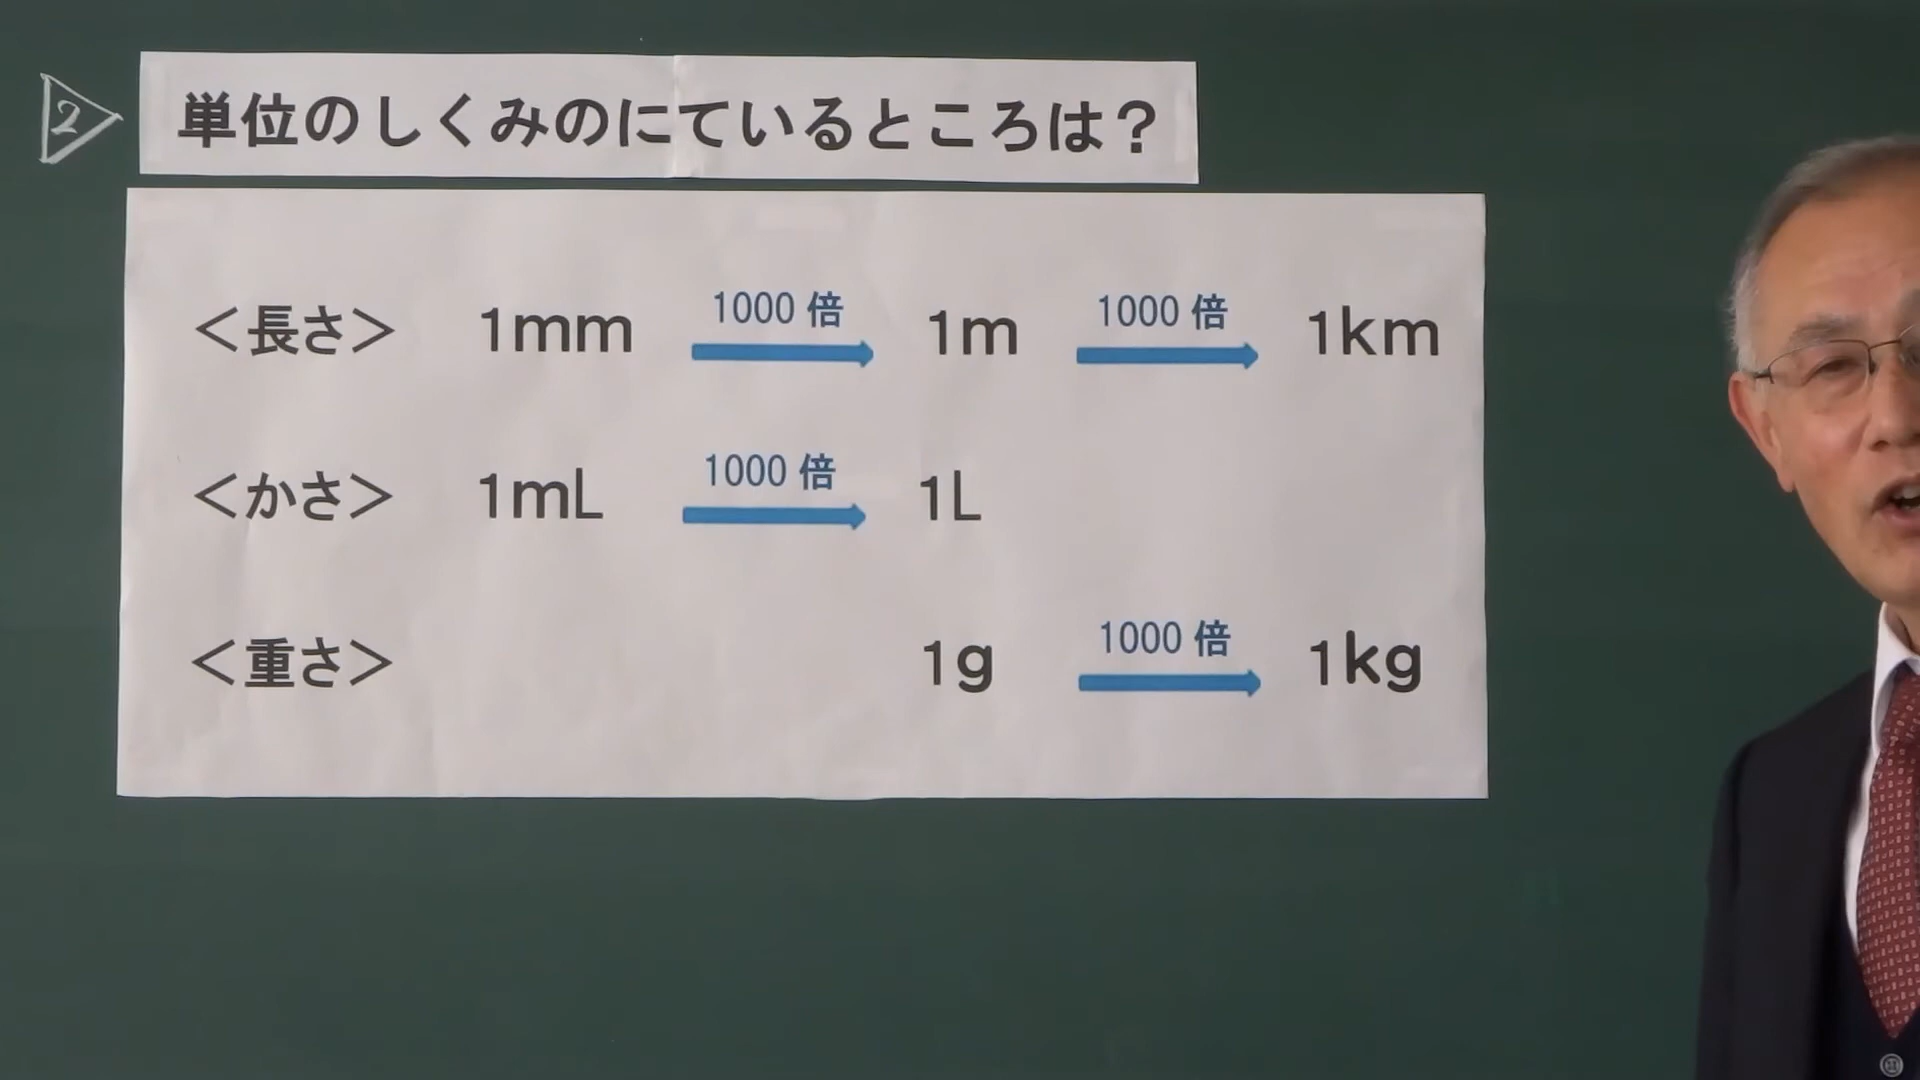 2
単位のしくみのにているところは？
＜長さ＞ 1mm 1000倍 1m 1000倍 1km
＜かさ＞ 1mL 1000倍 1L
＜重さ＞ 1g 1000倍 1kg